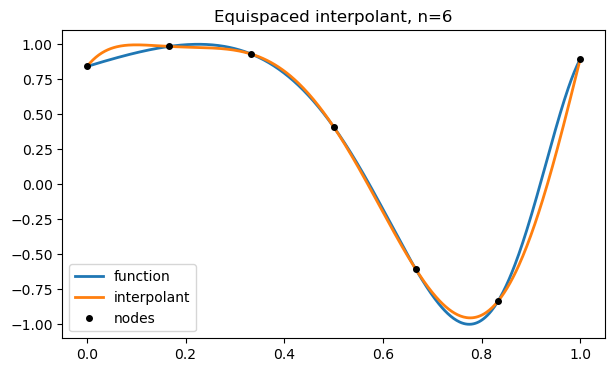 Equispaced interpolant, n=6
1.00
0.75
0.50
0.25
0.00
−0.25
−0.50
−0.75
−1.00
function
interpolant
nodes
0.0 0.2 0.4 0.6 0.8 1.0